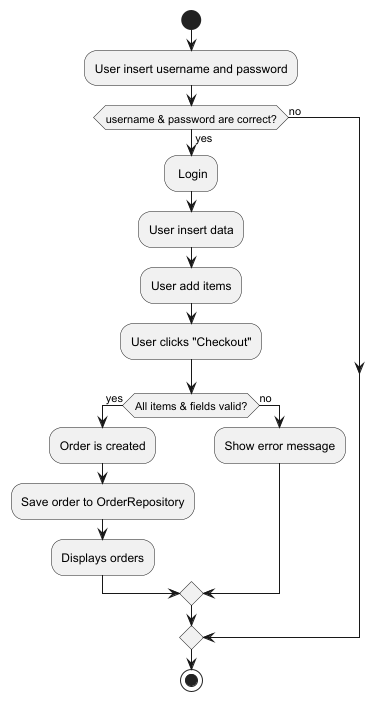 User insert username and password
username & password are correct?
no
yes
Login
User insert data
User add items
User clicks "Checkout"
yes
All items & fields valid?
no
Order is created
Show error message
Save order to OrderRepository
Displays orders